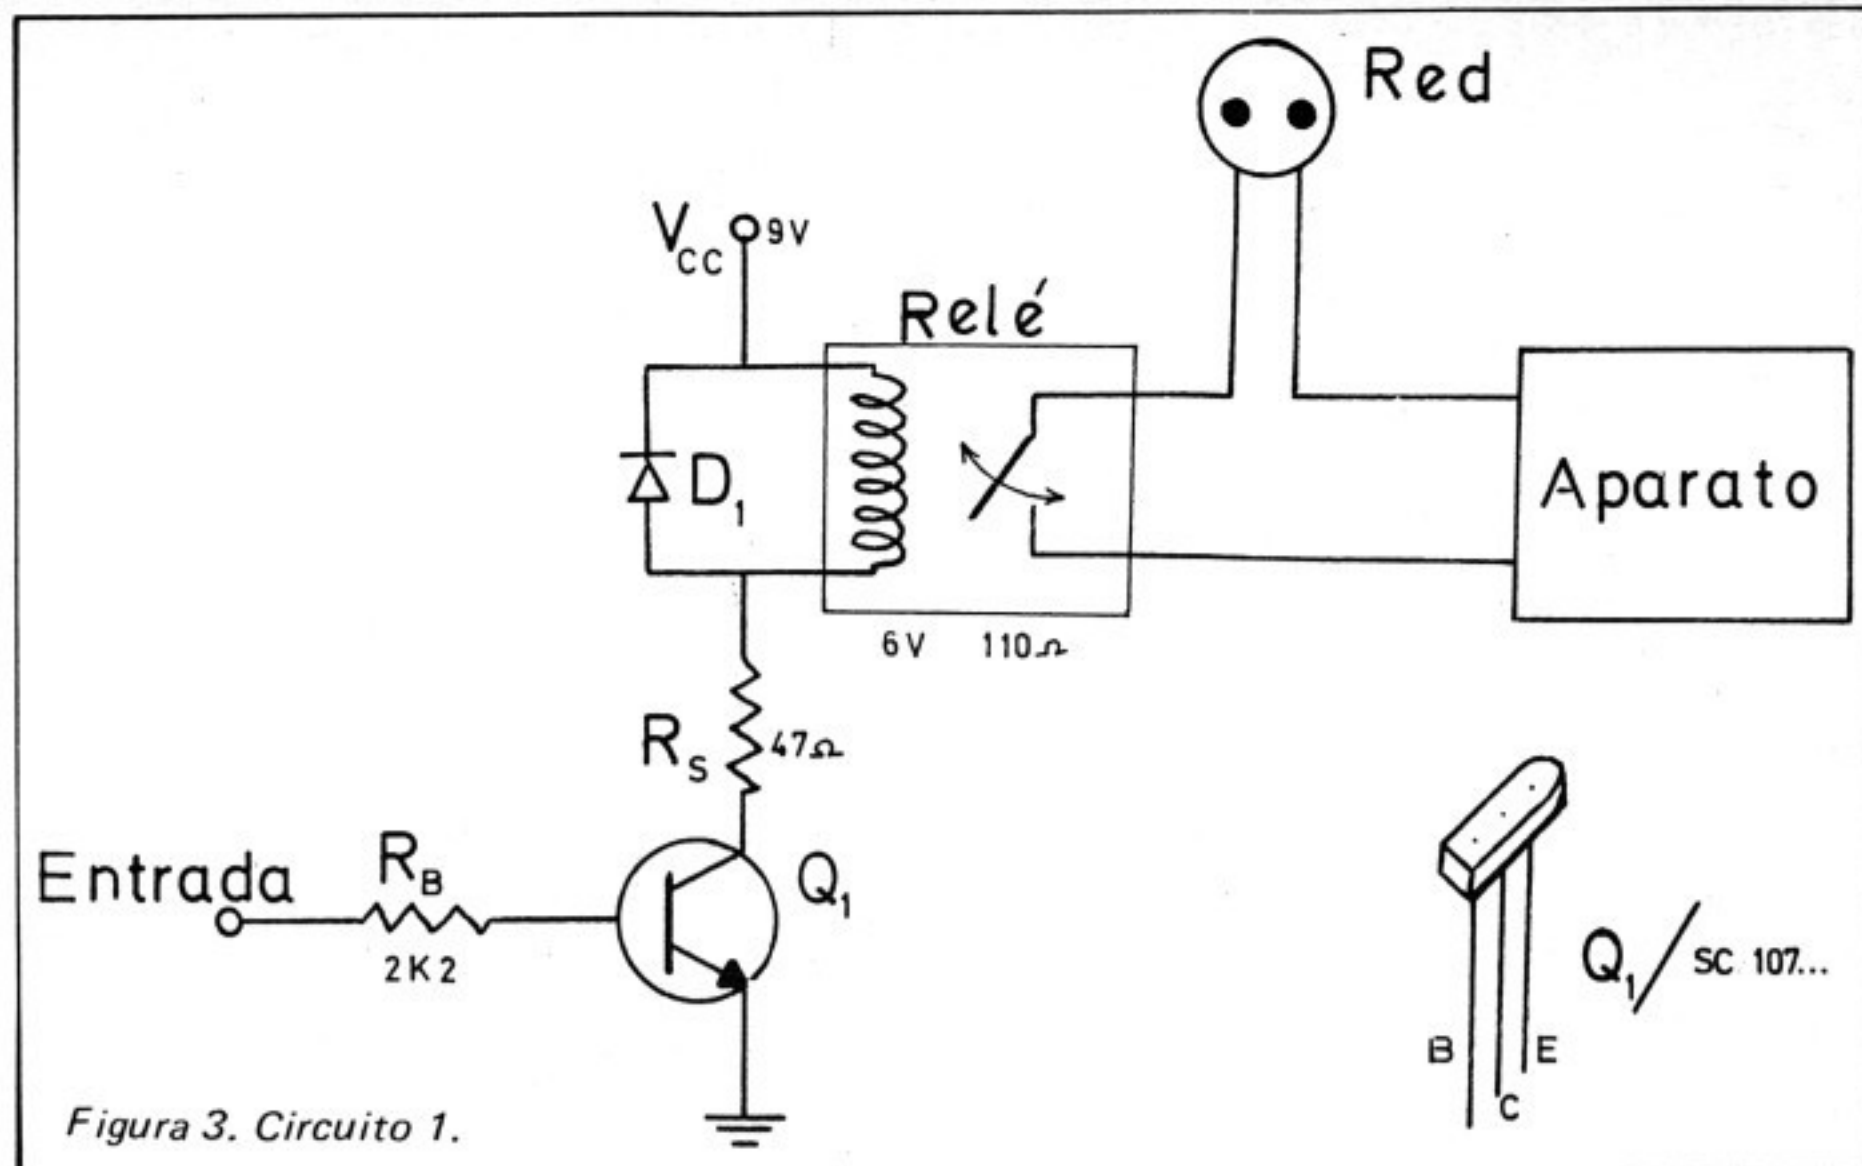 Red
VCC 9V
Relé
D1
Aparato
6V 110Ω
RS 47Ω
Entrada
RB
2K2
Q1
Q1/SC 107...
B
E
C
Figura 3. Circuito 1.